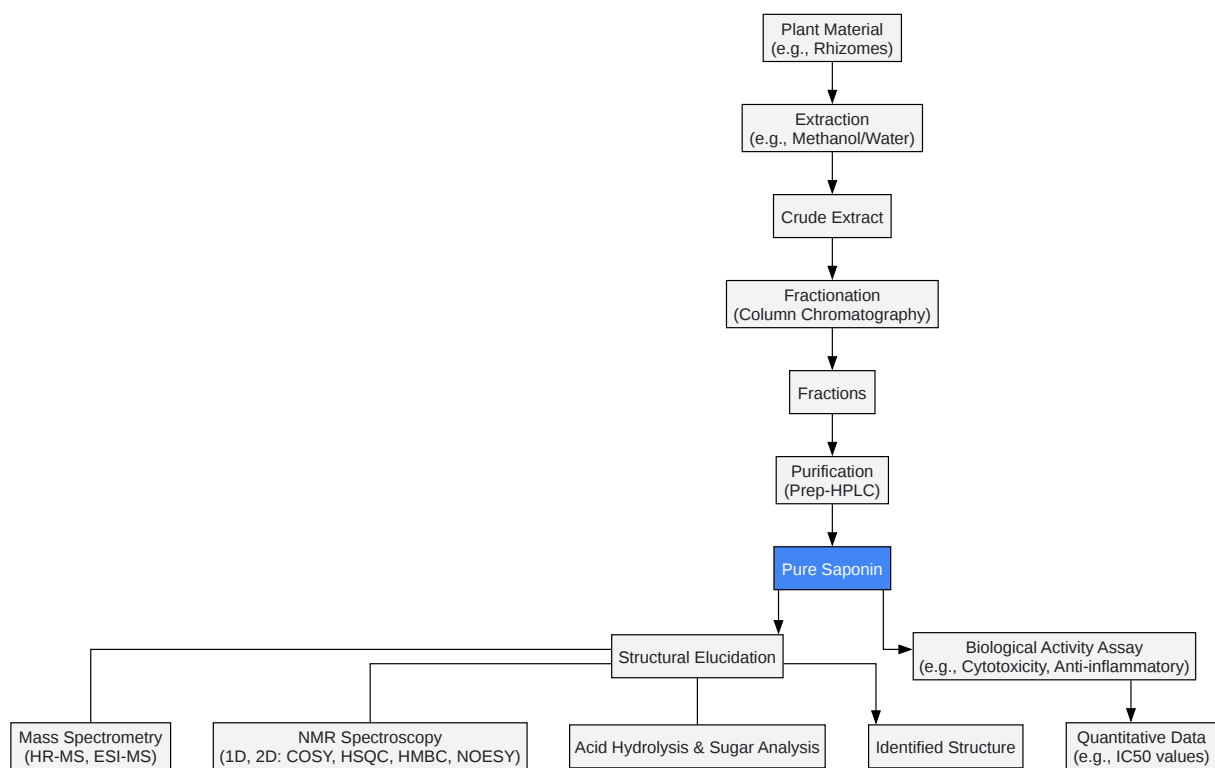 Plant Material
(e.g., Rhizomes)
Extraction
(e.g., Methanol/Water)
Crude Extract
Fractionation
(Column Chromatography)
Fractions
Purification
(Prep-HPLC)
Pure Saponin
Structural Elucidation
Biological Activity Assay
(e.g., Cytotoxicity, Anti-inflammatory)
Mass Spectrometry
(HR-MS, ESI-MS)
NMR Spectroscopy
(1D, 2D: COSY, HSQC, HMBC, NOESY)
Acid Hydrolysis & Sugar Analysis
Identified Structure
Quantitative Data
(e.g., IC50 values)